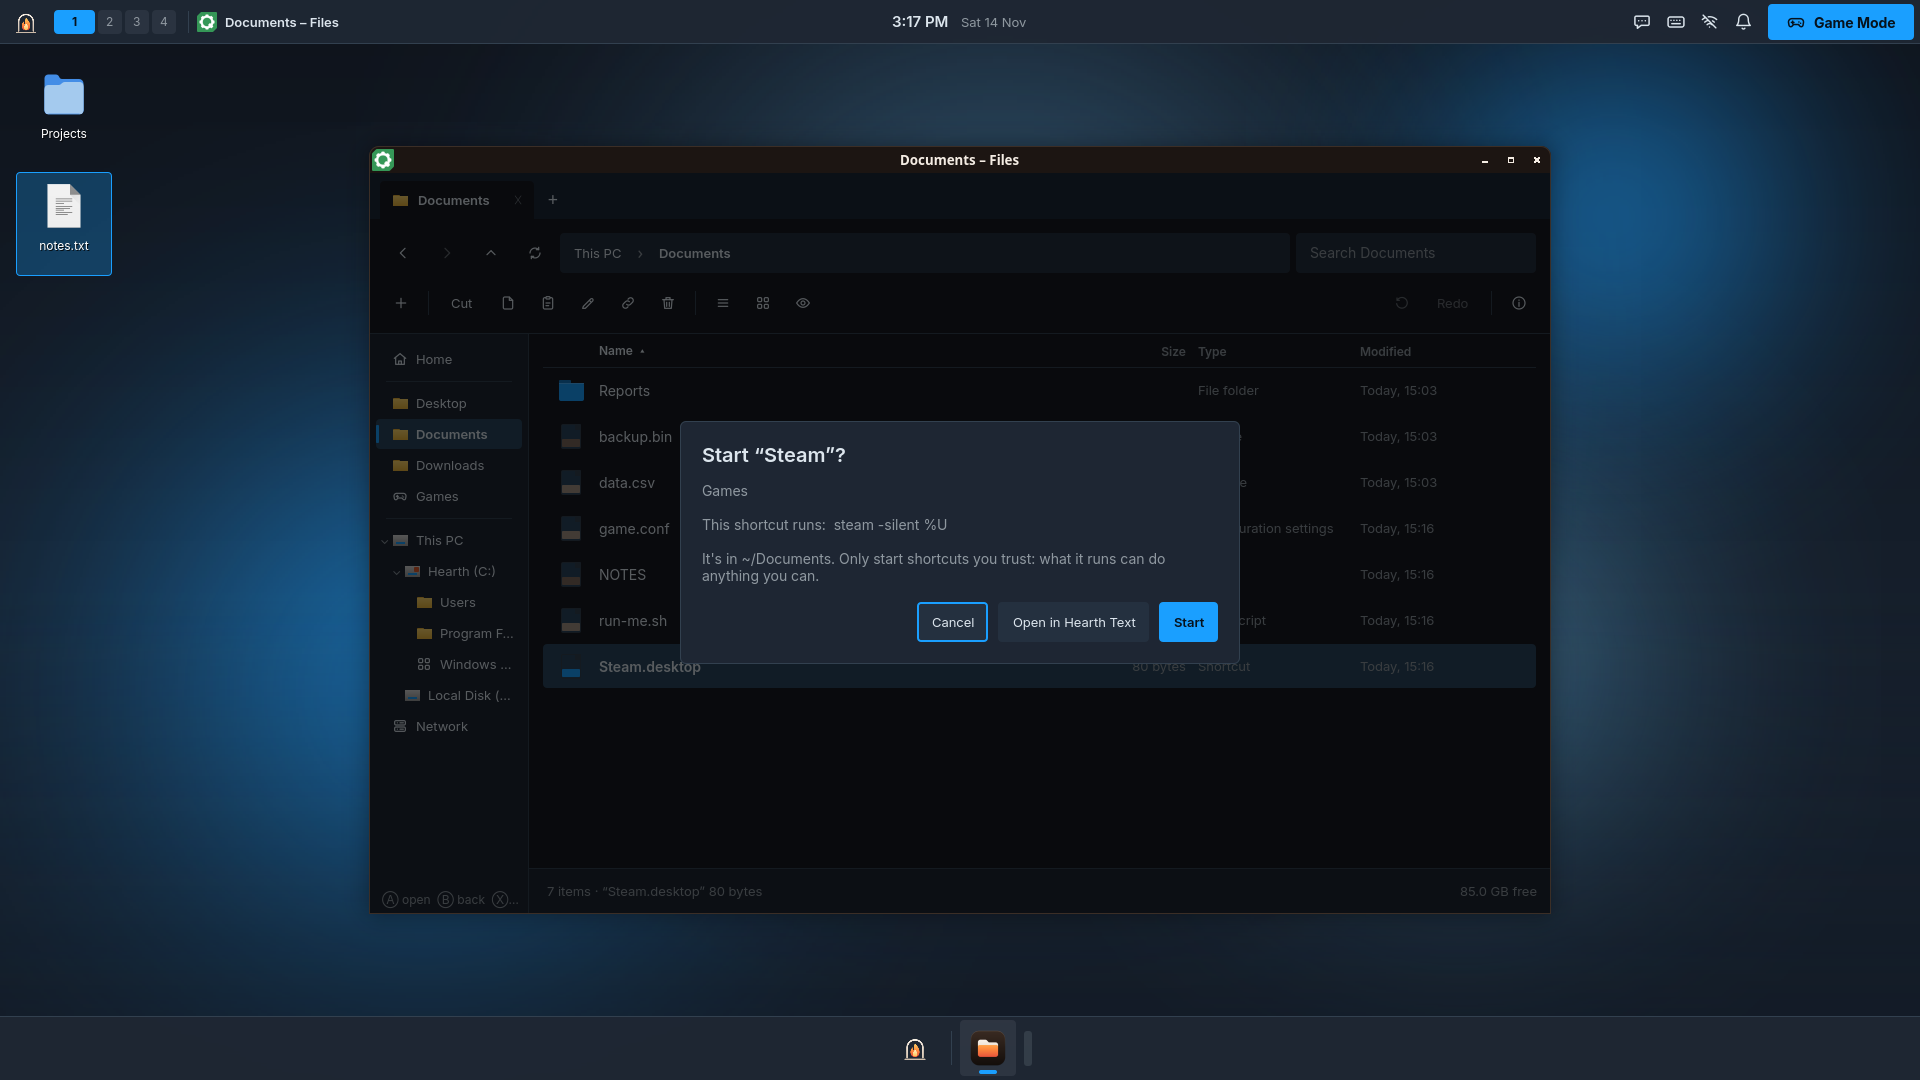 1 2 3 4 Documents – Files 3:17 PM Sat 14 Nov Game Mode
Projects
notes.txt
Documents – Files
Documents X +
This PC Documents Search Documents
Cut Redo
Name Size Type Modified
Home
Desktop
Documents
Downloads
Games
This PC
Hearth (C:)
Users
Program F...
Windows ...
Local Disk (...
Network
Reports File folder Today, 15:03
backup.bin Today, 15:03
data.csv Today, 15:03
game.conf uration settings Today, 15:16
NOTES Today, 15:16
run-me.sh cript Today, 15:16
Steam.desktop 80 bytes Shortcut Today, 15:16
Start “Steam”?
Games
This shortcut runs: steam -silent %U
It's in ~/Documents. Only start shortcuts you trust: what it runs can do
anything you can.
Cancel Open in Hearth Text Start
A open B back X...
7 items · “Steam.desktop” 80 bytes 85.0 GB free